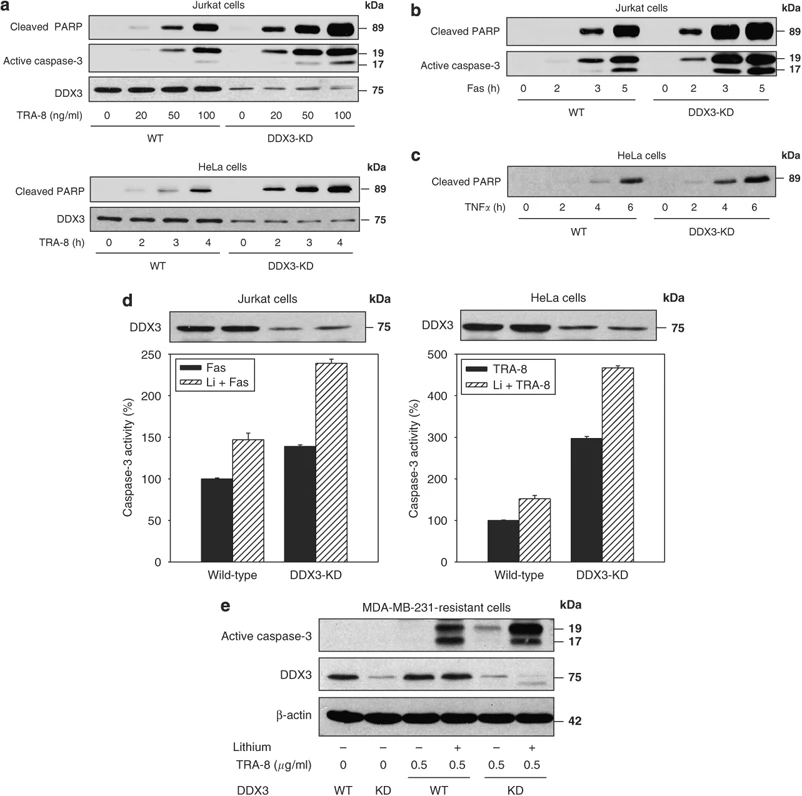 a
Jurkat cells
kDa
Cleaved PARP
89
Active caspase-3
19
17
DDX3
75
TRA-8 (ng/ml) 0 20 50 100 0 20 50 100
WT DDX3-KD
HeLa cells
kDa
Cleaved PARP
89
DDX3
75
TRA-8 (h) 0 2 3 4 0 2 3 4
WT DDX3-KD
b
Jurkat cells
kDa
Cleaved PARP
89
Active caspase-3
19
17
Fas (h) 0 2 3 5 0 2 3 5
WT DDX3-KD
c
HeLa cells
kDa
Cleaved PARP
89
TNFα (h) 0 2 4 6 0 2 4 6
WT DDX3-KD
d
Jurkat cells
kDa
DDX3
75
250
200
150
100
50
0
Caspase-3 activity (%)
Fas
Li + Fas
Wild-type DDX3-KD
HeLa cells
kDa
DDX3
75
500
400
300
200
100
0
Caspase-3 activity (%)
TRA-8
Li + TRA-8
Wild-type DDX3-KD
e
MDA-MB-231-resistant cells
kDa
Active caspase-3
19
17
DDX3
75
β-actin
42
Lithium – – – + – +
TRA-8 (μg/ml) 0 0 0.5 0.5 0.5 0.5
DDX3 WT KD WT KD